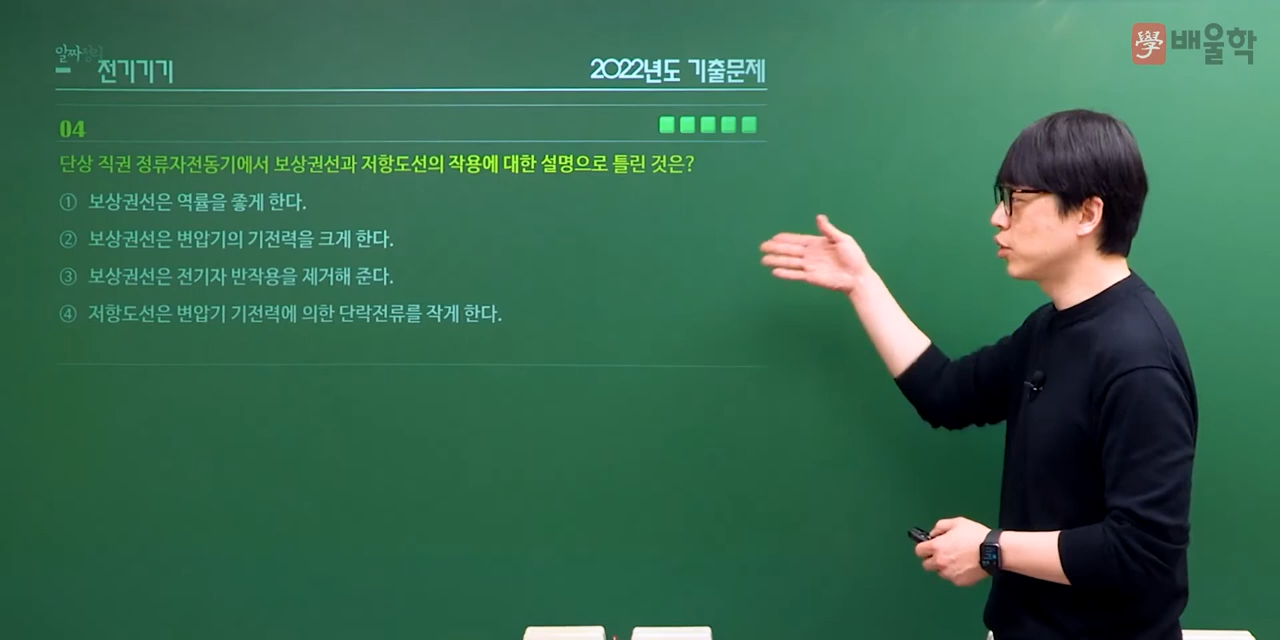 알짜
전기기기
2022년도 기출문제
學 배울학
04
단상 직권 정류자전동기에서 보상권선과 저항도선의 작용에 대한 설명으로 틀린 것은?
① 보상권선은 역률을 좋게 한다.
② 보상권선은 변압기의 기전력을 크게 한다.
③ 보상권선은 전기자 반작용을 제거해 준다.
④ 저항도선은 변압기 기전력에 의한 단락전류를 작게 한다.